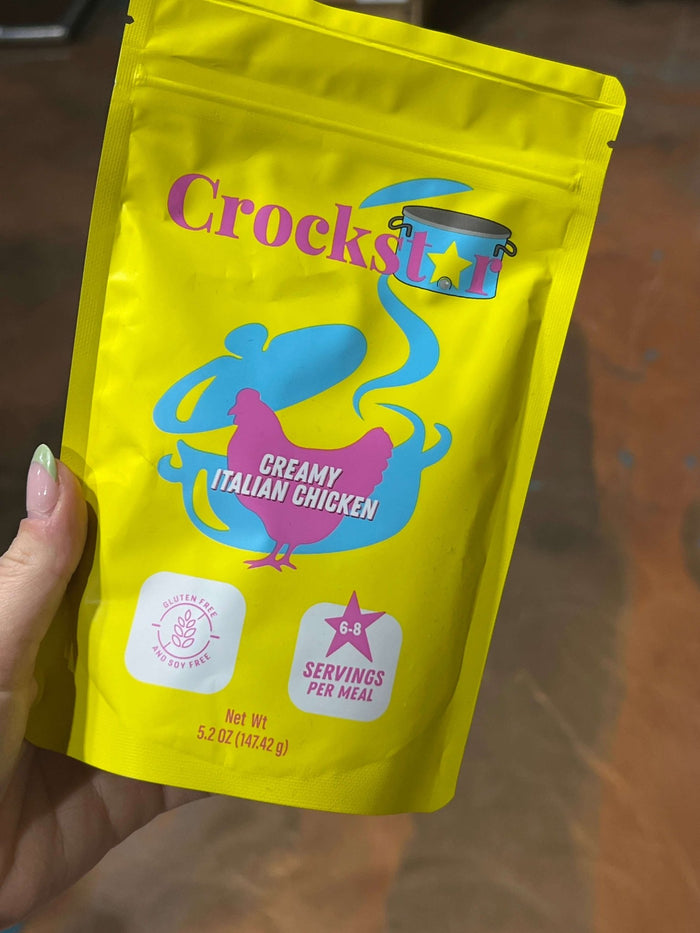 Crockstar
CREAMY
ITALIAN CHICKEN
GLUTEN FREE
AND SOY FREE
6-8
SERVINGS
PER MEAL
Net Wt
5.2 OZ (147.42 g)